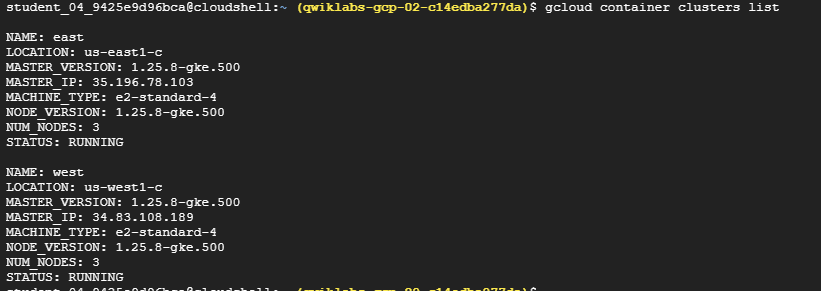 student_04_9425e9d96bca@cloudshell:~ (qwiklabs-gcp-02-c14edba277da)$ gcloud container clusters list
NAME: east
LOCATION: us-east1-c
MASTER_VERSION: 1.25.8-gke.500
MASTER_IP: 35.196.78.103
MACHINE_TYPE: e2-standard-4
NODE_VERSION: 1.25.8-gke.500
NUM_NODES: 3
STATUS: RUNNING
NAME: west
LOCATION: us-west1-c
MASTER_VERSION: 1.25.8-gke.500
MASTER_IP: 34.83.108.189
MACHINE_TYPE: e2-standard-4
NODE_VERSION: 1.25.8-gke.500
NUM_NODES: 3
STATUS: RUNNING